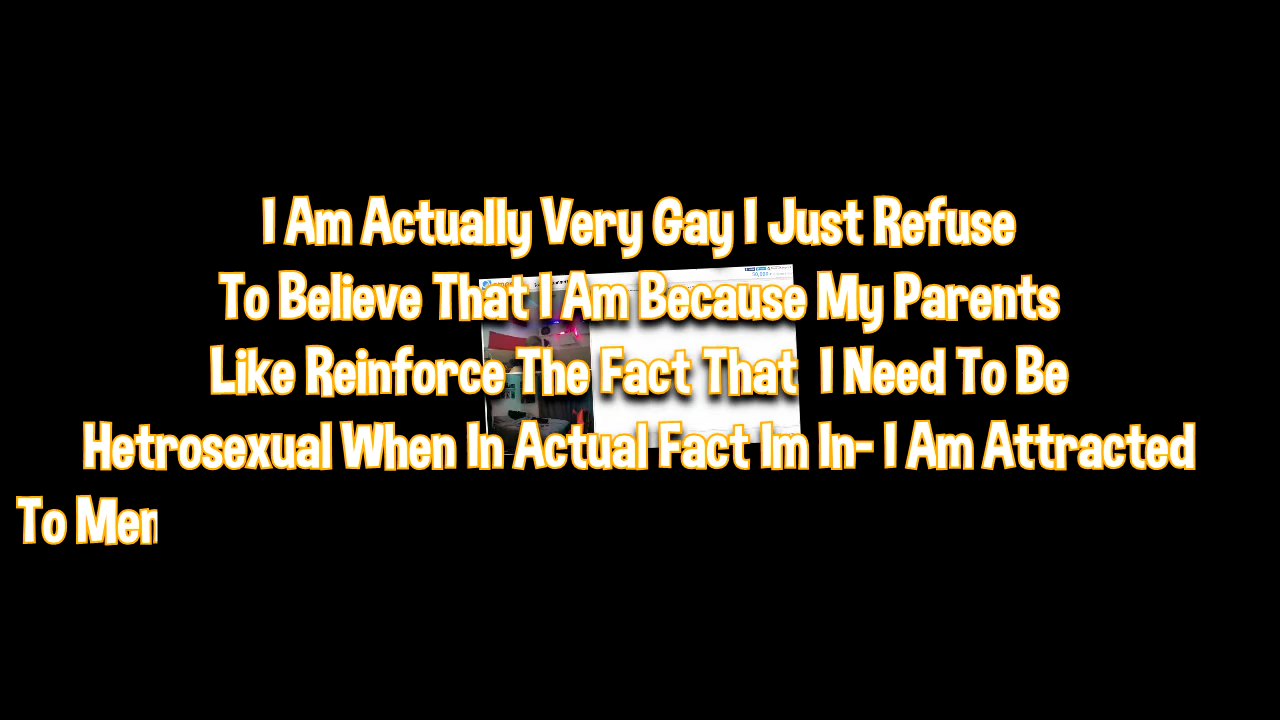 I Am Actually Very Gay I Just Refuse
To Believe That I Am Because My Parents
Like Reinforce The Fact That I Need To Be
Hetrosexual When In Actual Fact Im In- I Am Attracted
To Men